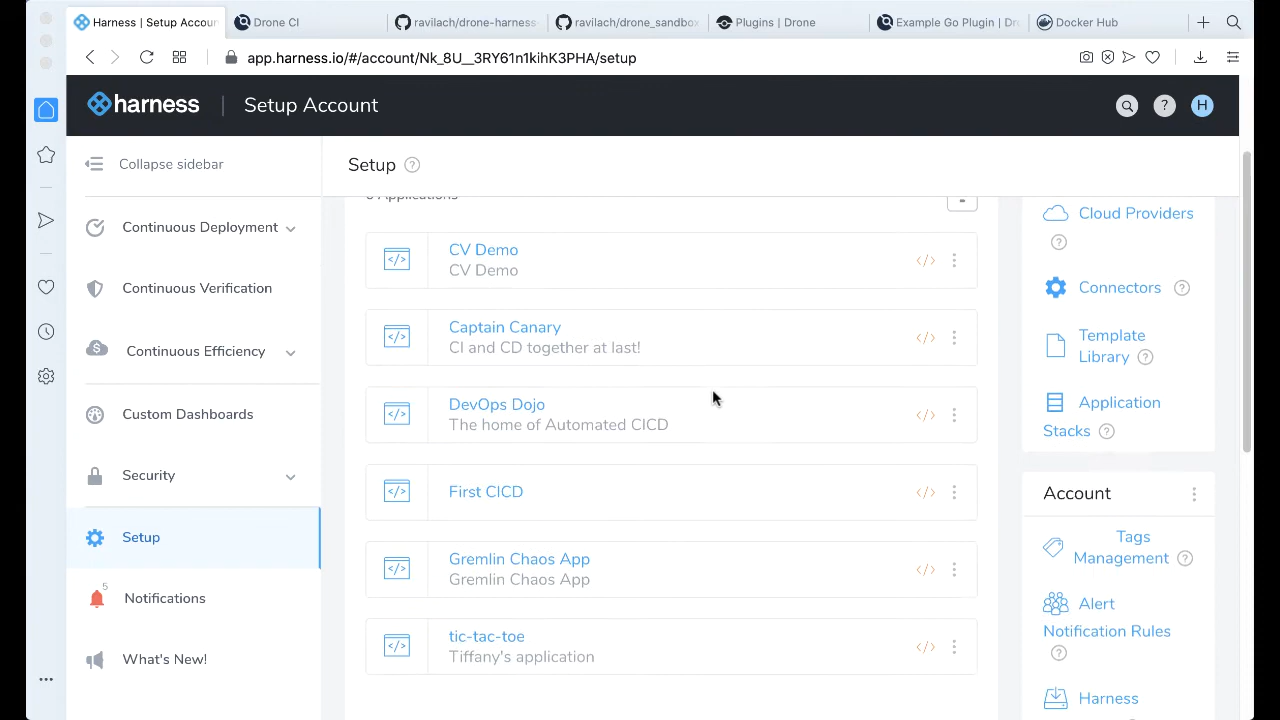 Harness | Setup Accoun
Drone CI
ravilach/drone-harness
ravilach/drone_sandbox
Plugins | Drone
Example Go Plugin | Dr
Docker Hub
app.harness.io/#/account/Nk_8U__3RY61n1kihK3PHA/setup
harness
Setup Account
H
Collapse sidebar
Setup
Continuous Deployment
Continuous Verification
Continuous Efficiency
Custom Dashboards
Security
Setup
5
Notifications
What's New!
Applications
CV Demo
CV Demo
Captain Canary
CI and CD together at last!
DevOps Dojo
The home of Automated CICD
First CICD
Gremlin Chaos App
Gremlin Chaos App
tic-tac-toe
Tiffany's application
Cloud Providers
Connectors
Template
Library
Application
Stacks
Account
Tags
Management
Alert
Notification Rules
Harness